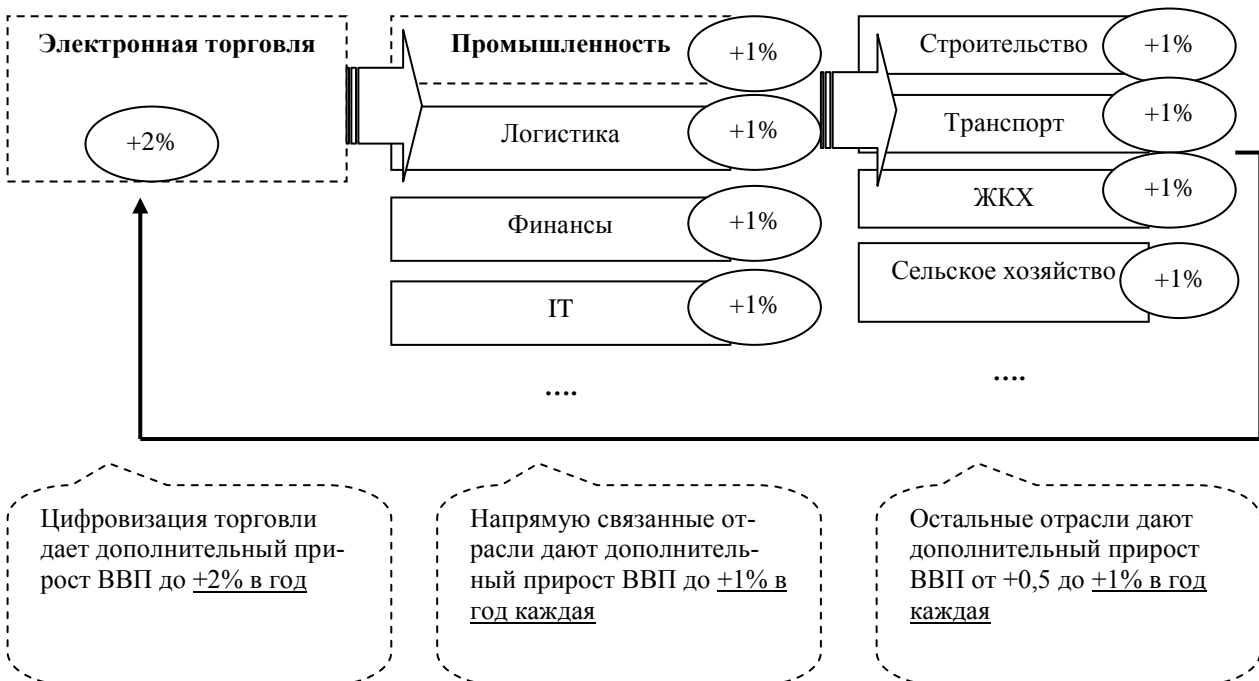 Электронная торговля
+2%
Промышленность
+1%
Логистика
+1%
Финансы
+1%
IT
+1%
....
Строительство
+1%
Транспорт
+1%
ЖКХ
+1%
Сельское хозяйство
+1%
....
Цифровизация торговли
дает дополнительный при-
рост ВВП до +2% в год
Напрямую связанные от-
расли дают дополнитель-
ный прирост ВВП до +1% в
год каждая
Остальные отрасли дают
дополнительный прирост
ВВП от +0,5 до +1% в год
каждая